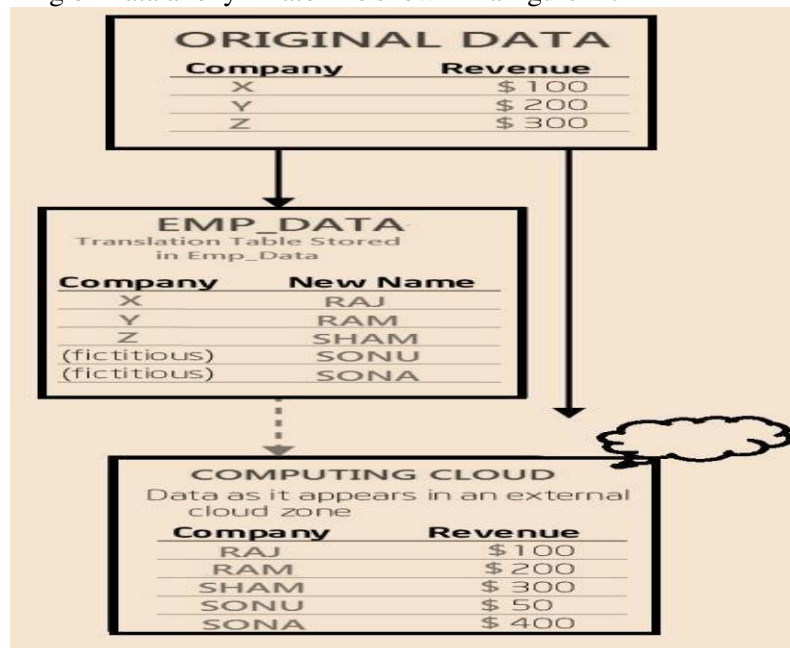 ORIGINAL DATA
Company Revenue
X $ 100
Y $ 200
Z $ 300
EMP_DATA
Translation Table Stored
in Emp_Data
Company New Name
X RAJ
Y RAM
Z SHAM
(fictitious) SONU
(fictitious) SONA
COMPUTING CLOUD
Data as it appears in an external
cloud zone
Company Revenue
RAJ $ 100
RAM $ 200
SHAM $ 300
SONU $ 50
SONA $ 400